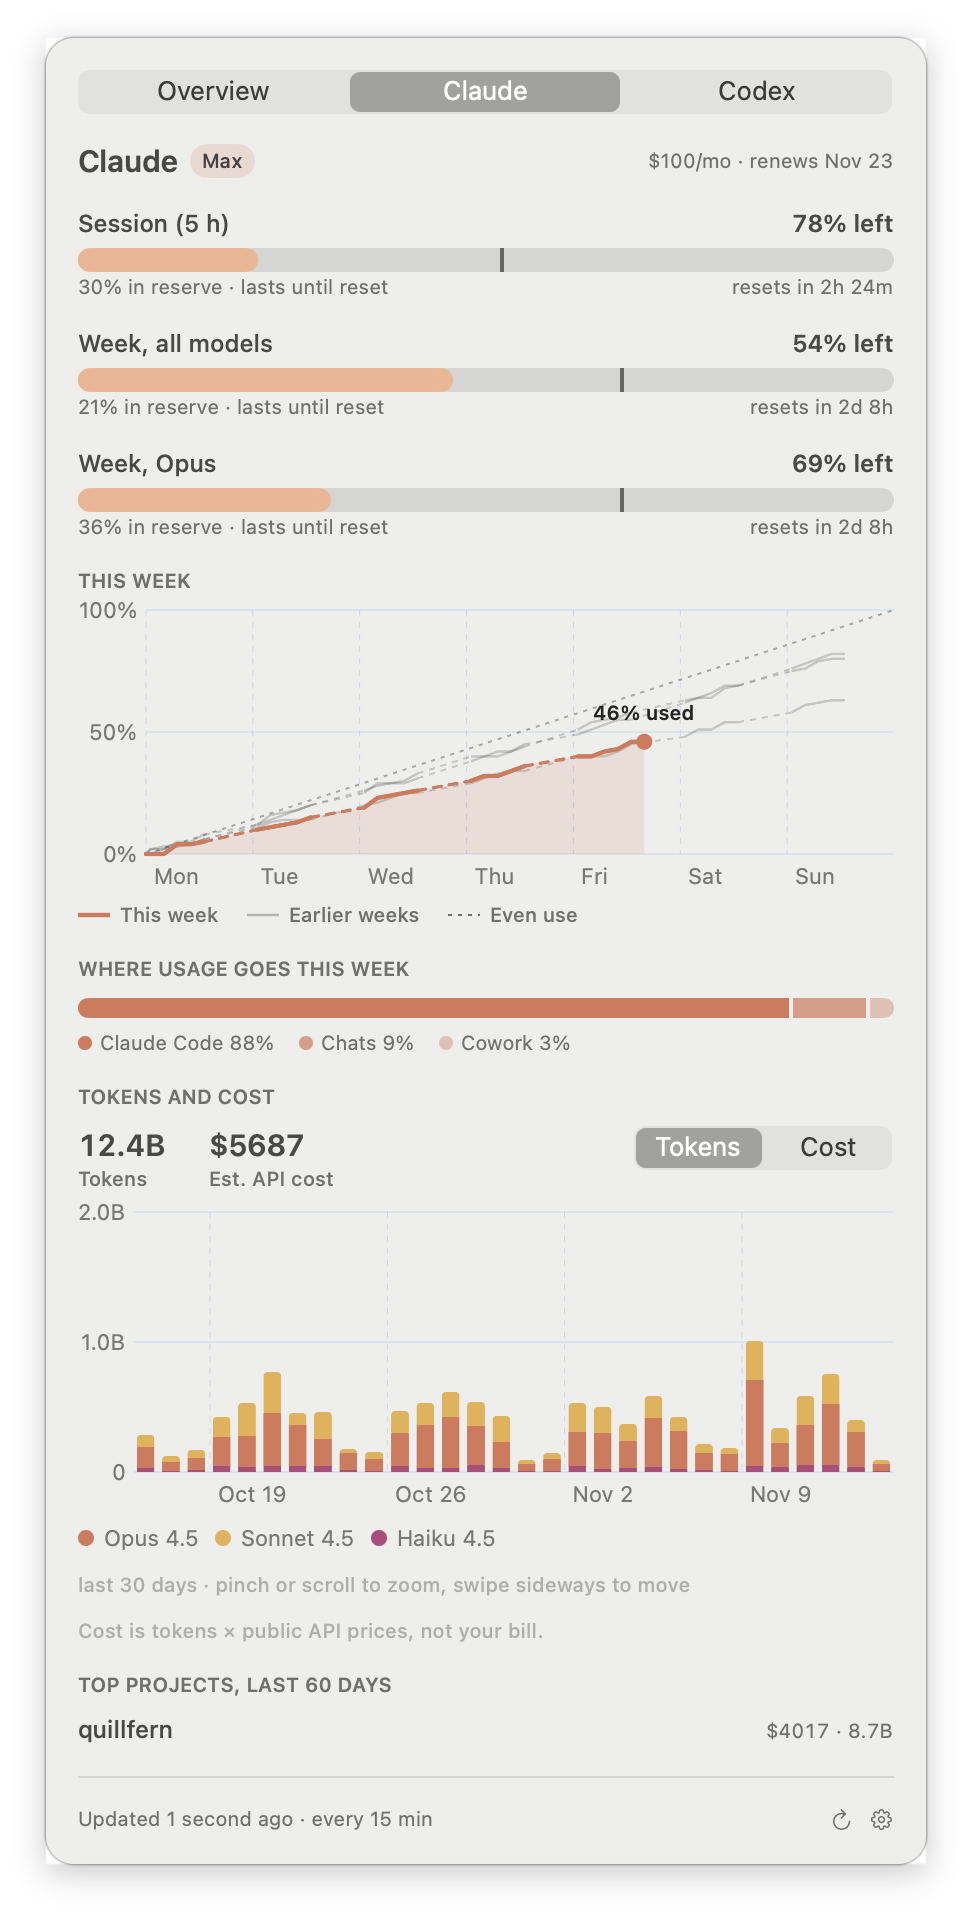 Overview Claude Codex
Claude Max $100/mo · renews Nov 23
Session (5 h) 78% left
30% in reserve · lasts until reset resets in 2h 24m
Week, all models 54% left
21% in reserve · lasts until reset resets in 2d 8h
Week, Opus 69% left
36% in reserve · lasts until reset resets in 2d 8h
THIS WEEK
100%
46% used
50%
0%
Mon Tue Wed Thu Fri Sat Sun
This week Earlier weeks Even use
WHERE USAGE GOES THIS WEEK
Claude Code 88% Chats 9% Cowork 3%
TOKENS AND COST
12.4B $5687 Tokens Cost
Tokens Est. API cost
2.0B
1.0B
0
Oct 19 Oct 26 Nov 2 Nov 9
Opus 4.5 Sonnet 4.5 Haiku 4.5
last 30 days · pinch or scroll to zoom, swipe sideways to move
Cost is tokens × public API prices, not your bill.
TOP PROJECTS, LAST 60 DAYS
quillfern $4017 · 8.7B
Updated 1 second ago · every 15 min